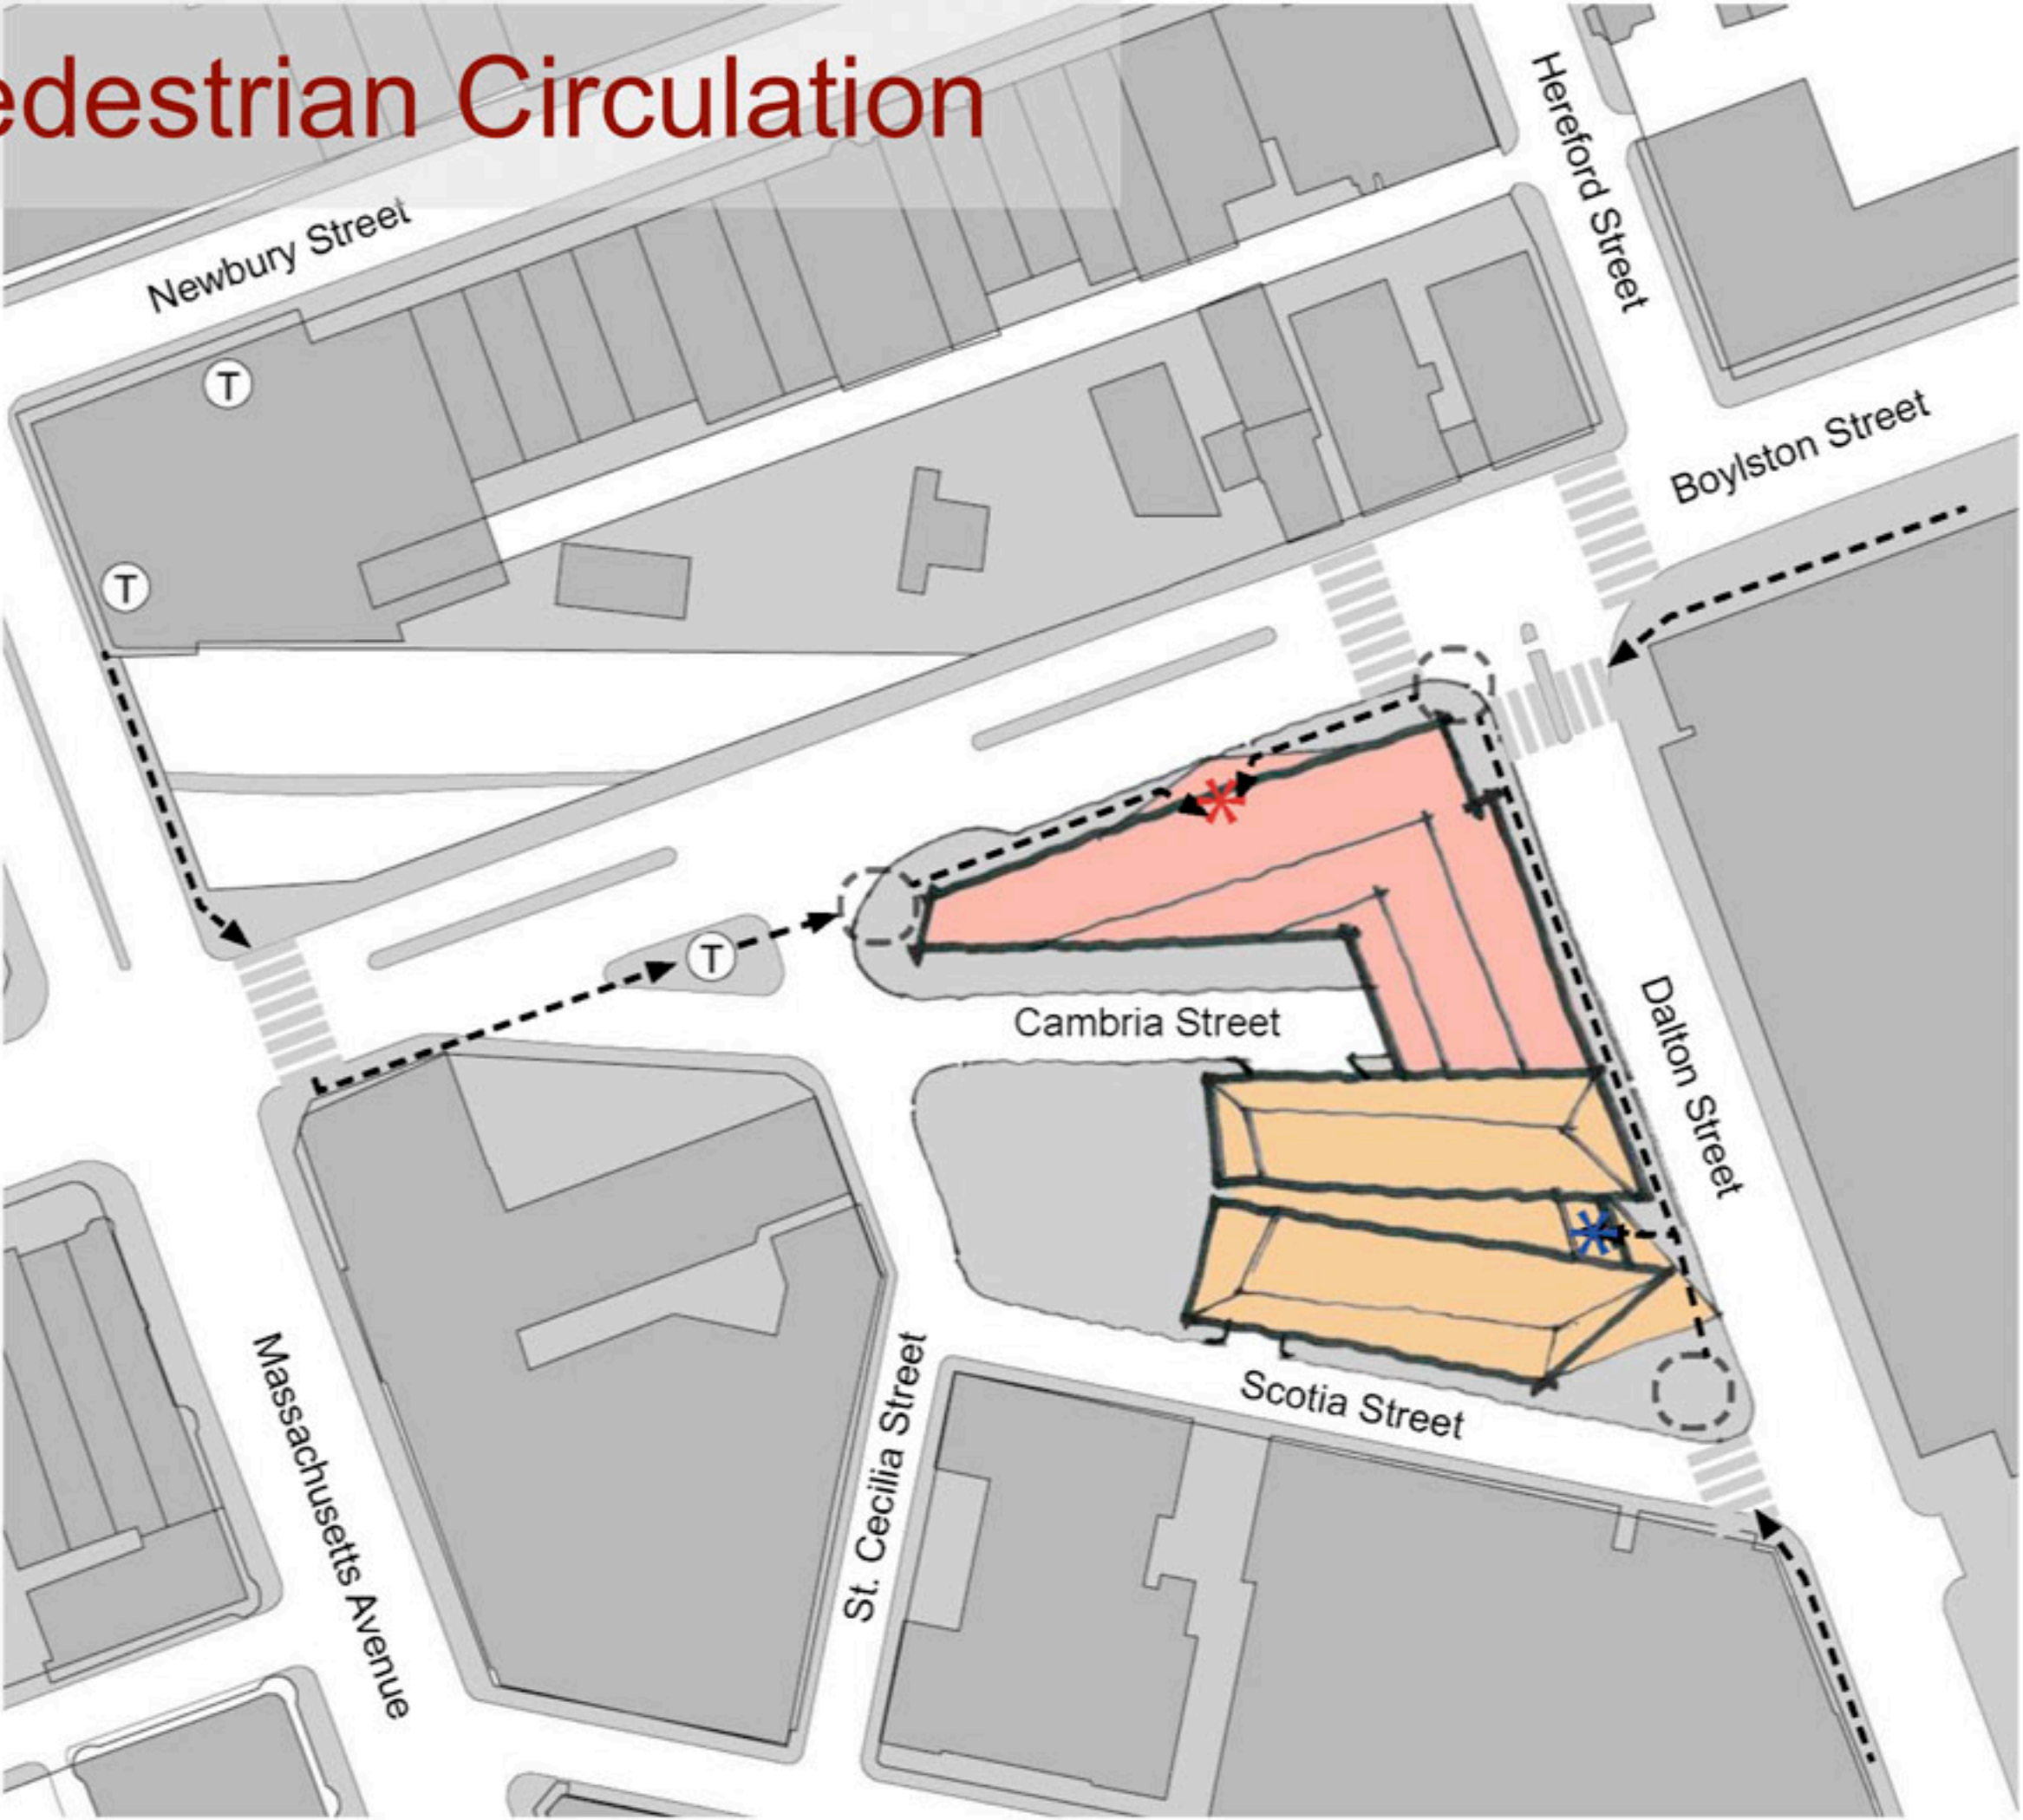 edestrian Circulation
Hereford Street
Newbury Street
T
Boylston Street
T
T
Cambria Street
Dalton Street
Massachusetts Avenue
St. Cecilia Street
Scotia Street